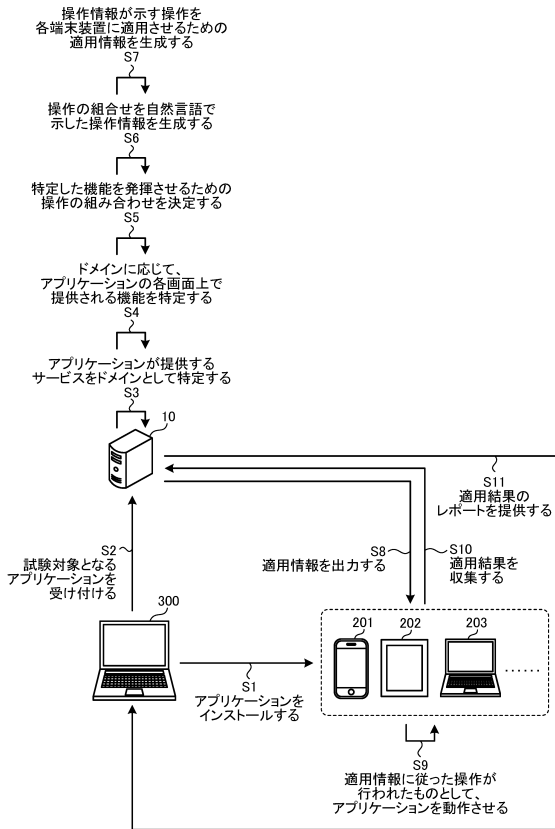 操作情報が示す操作を
各端末装置に適用させるための
適用情報を生成する
S7
操作の組合せを自然言語で
示した操作情報を生成する
S6
特定した機能を発揮させるための
操作の組み合わせを決定する
S5
ドメインに応じて、
アプリケーションの各画面上で
提供される機能を特定する
S4
アプリケーションが提供する
サービスをドメインとして特定する
S3
10
S11
適用結果の
レポートを提供する
S2
試験対象となる
アプリケーションを
受け付ける
S8
適用情報を出力する
S10
適用結果を
収集する
300
201
202
203
……
S1
アプリケーションを
インストールする
S9
適用情報に従った操作が
行われたものとして、
アプリケーションを動作させる